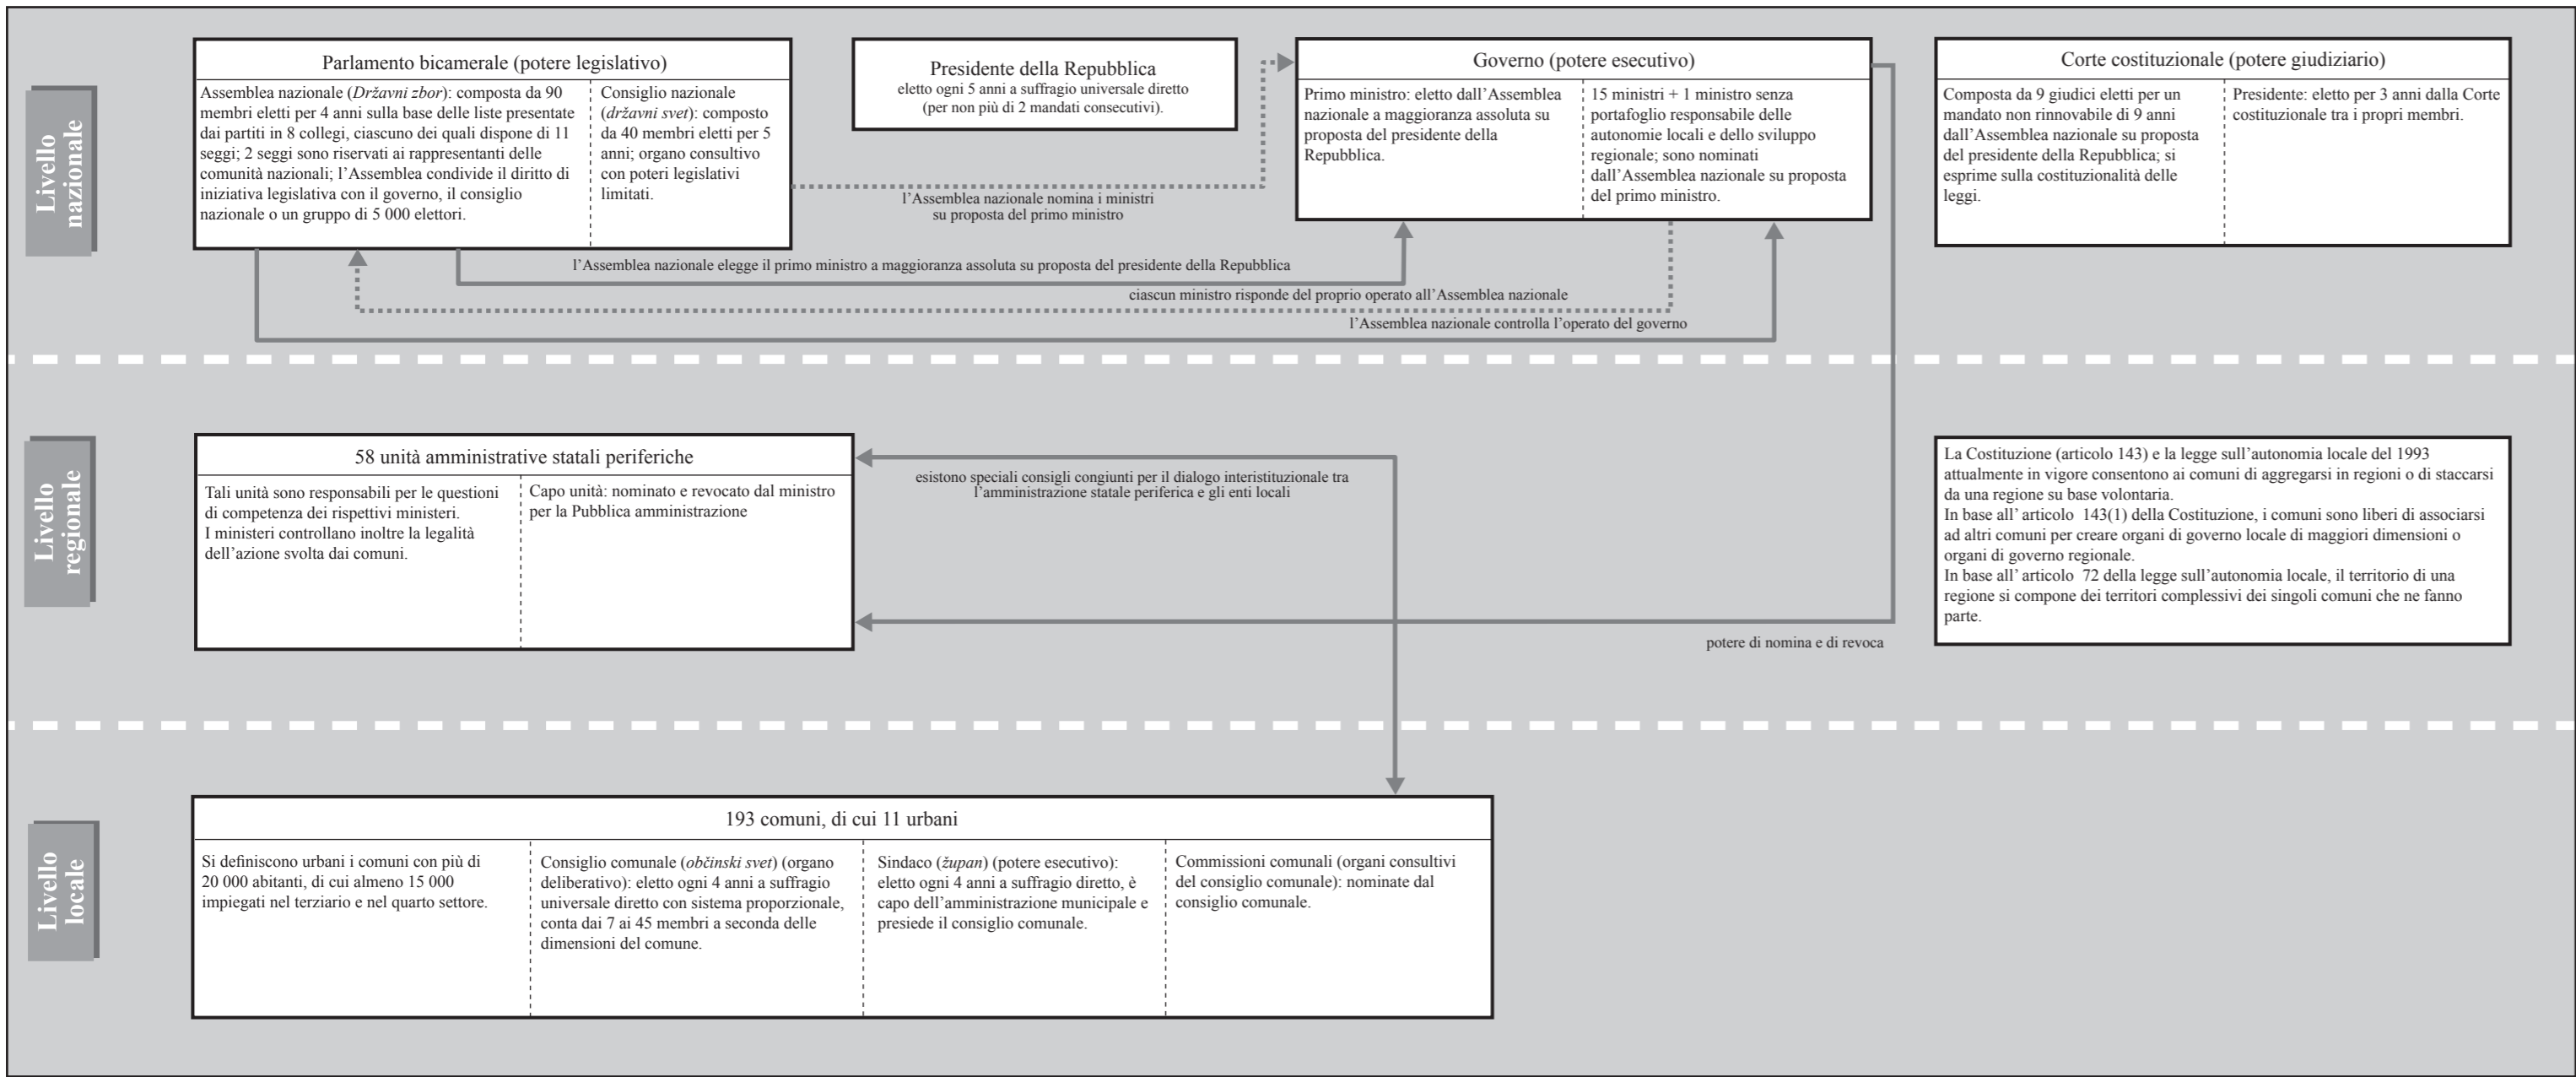 Livello
nazionale
Parlamento bicamerale (potere legislativo)
Assemblea nazionale (Državni zbor): composta da 90
membri eletti per 4 anni sulla base delle liste presentate
dai partiti in 8 collegi, ciascuno dei quali dispone di 11
seggi; 2 seggi sono riservati ai rappresentanti delle
comunità nazionali; l’Assemblea condivide il diritto di
iniziativa legislativa con il governo, il consiglio
nazionale o un gruppo di 5 000 elettori.
Consiglio nazionale
(državni svet): composto
da 40 membri eletti per 5
anni; organo consultivo
con poteri legislativi
limitati.
Presidente della Repubblica
eletto ogni 5 anni a suffragio universale diretto
(per non più di 2 mandati consecutivi).
Governo (potere esecutivo)
Primo ministro: eletto dall’Assemblea
nazionale a maggioranza assoluta su
proposta del presidente della
Repubblica.
15 ministri + 1 ministro senza
portafoglio responsabile delle
autonomie locali e dello sviluppo
regionale; sono nominati
dall’Assemblea nazionale su proposta
del primo ministro.
Corte costituzionale (potere giudiziario)
Composta da 9 giudici eletti per un
mandato non rinnovabile di 9 anni
dall’Assemblea nazionale su proposta
del presidente della Repubblica; si
esprime sulla costituzionalità delle
leggi.
Presidente: eletto per 3 anni dalla Corte
costituzionale tra i propri membri.
l’Assemblea nazionale nomina i ministri
su proposta del primo ministro
l’Assemblea nazionale elegge il primo ministro a maggioranza assoluta su proposta del presidente della Repubblica
ciascun ministro risponde del proprio operato all’Assemblea nazionale
l’Assemblea nazionale controlla l’operato del governo
Livello
regionale
58 unità amministrative statali periferiche
Tali unità sono responsabili per le questioni
di competenza dei rispettivi ministeri.
I ministeri controllano inoltre la legalità
dell’azione svolta dai comuni.
Capo unità: nominato e revocato dal ministro
per la Pubblica amministrazione
esistono speciali consigli congiunti per il dialogo interistituzionale tra
l’amministrazione statale periferica e gli enti locali
potere di nomina e di revoca
La Costituzione (articolo 143) e la legge sull’autonomia locale del 1993
attualmente in vigore consentono ai comuni di aggregarsi in regioni o di staccarsi
da una regione su base volontaria.
In base all’ articolo 143(1) della Costituzione, i comuni sono liberi di associarsi
ad altri comuni per creare organi di governo locale di maggiori dimensioni o
organi di governo regionale.
In base all’ articolo 72 della legge sull’autonomia locale, il territorio di una
regione si compone dei territori complessivi dei singoli comuni che ne fanno
parte.
Livello
locale
193 comuni, di cui 11 urbani
Si definiscono urbani i comuni con più di
20 000 abitanti, di cui almeno 15 000
impiegati nel terziario e nel quarto settore.
Consiglio comunale (občinski svet) (organo
deliberativo): eletto ogni 4 anni a suffragio
universale diretto con sistema proporzionale,
conta dai 7 ai 45 membri a seconda delle
dimensioni del comune.
Sindaco (župan) (potere esecutivo):
eletto ogni 4 anni a suffragio diretto, è
capo dell’amministrazione municipale e
presiede il consiglio comunale.
Commissioni comunali (organi consultivi
del consiglio comunale): nominate dal
consiglio comunale.